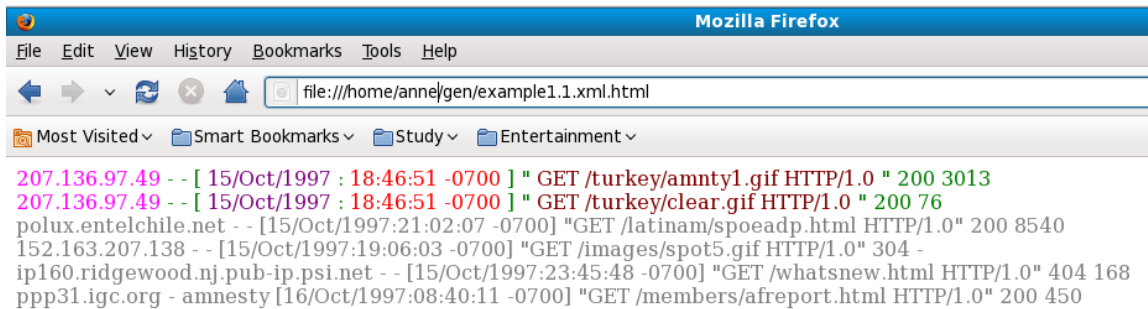 Mozilla Firefox
File Edit View History Bookmarks Tools Help
file:///home/anne/gen/example1.1.xml.html
Most Visited Smart Bookmarks Study Entertainment
207.136.97.49 - - [ 15/Oct/1997 : 18:46:51 -0700 ] " GET /turkey/amnty1.gif HTTP/1.0 " 200 3013
207.136.97.49 - - [ 15/Oct/1997 : 18:46:51 -0700 ] " GET /turkey/clear.gif HTTP/1.0 " 200 76
polux.entelchile.net - - [15/Oct/1997:21:02:07 -0700] "GET /latinam/spoeadp.html HTTP/1.0" 200 8540
152.163.207.138 - - [15/Oct/1997:19:06:03 -0700] "GET /images/spot5.gif HTTP/1.0" 304 -
ip160.ridgewood.nj.pub-ip.psi.net - - [15/Oct/1997:23:45:48 -0700] "GET /whatsnew.html HTTP/1.0" 404 168
ppp31.igc.org - amnesty [16/Oct/1997:08:40:11 -0700] "GET /members/afreport.html HTTP/1.0" 200 450